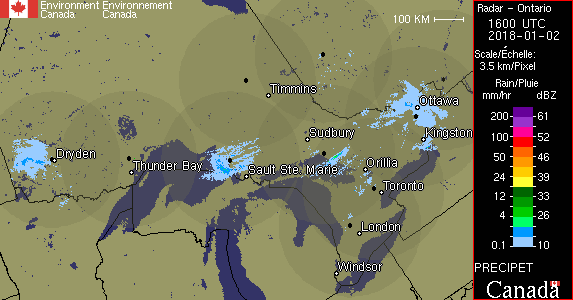 Environment Environnement
Canada Canada
100 KM
Timmins
Ottawa
Sudbury
Kingston
Dryden
Thunder Bay
Sault Ste. Marie
Orillia
Toronto
London
Windsor
Radar - Ontario
1600 UTC
2018-01-02
Scale/Échelle:
3.5 km/Pixel
Rain/Pluie
mm/hr dBZ
200 61
100 52
50 46
24 39
12 33
4 26
0.1 10
PRECIPET
Canada